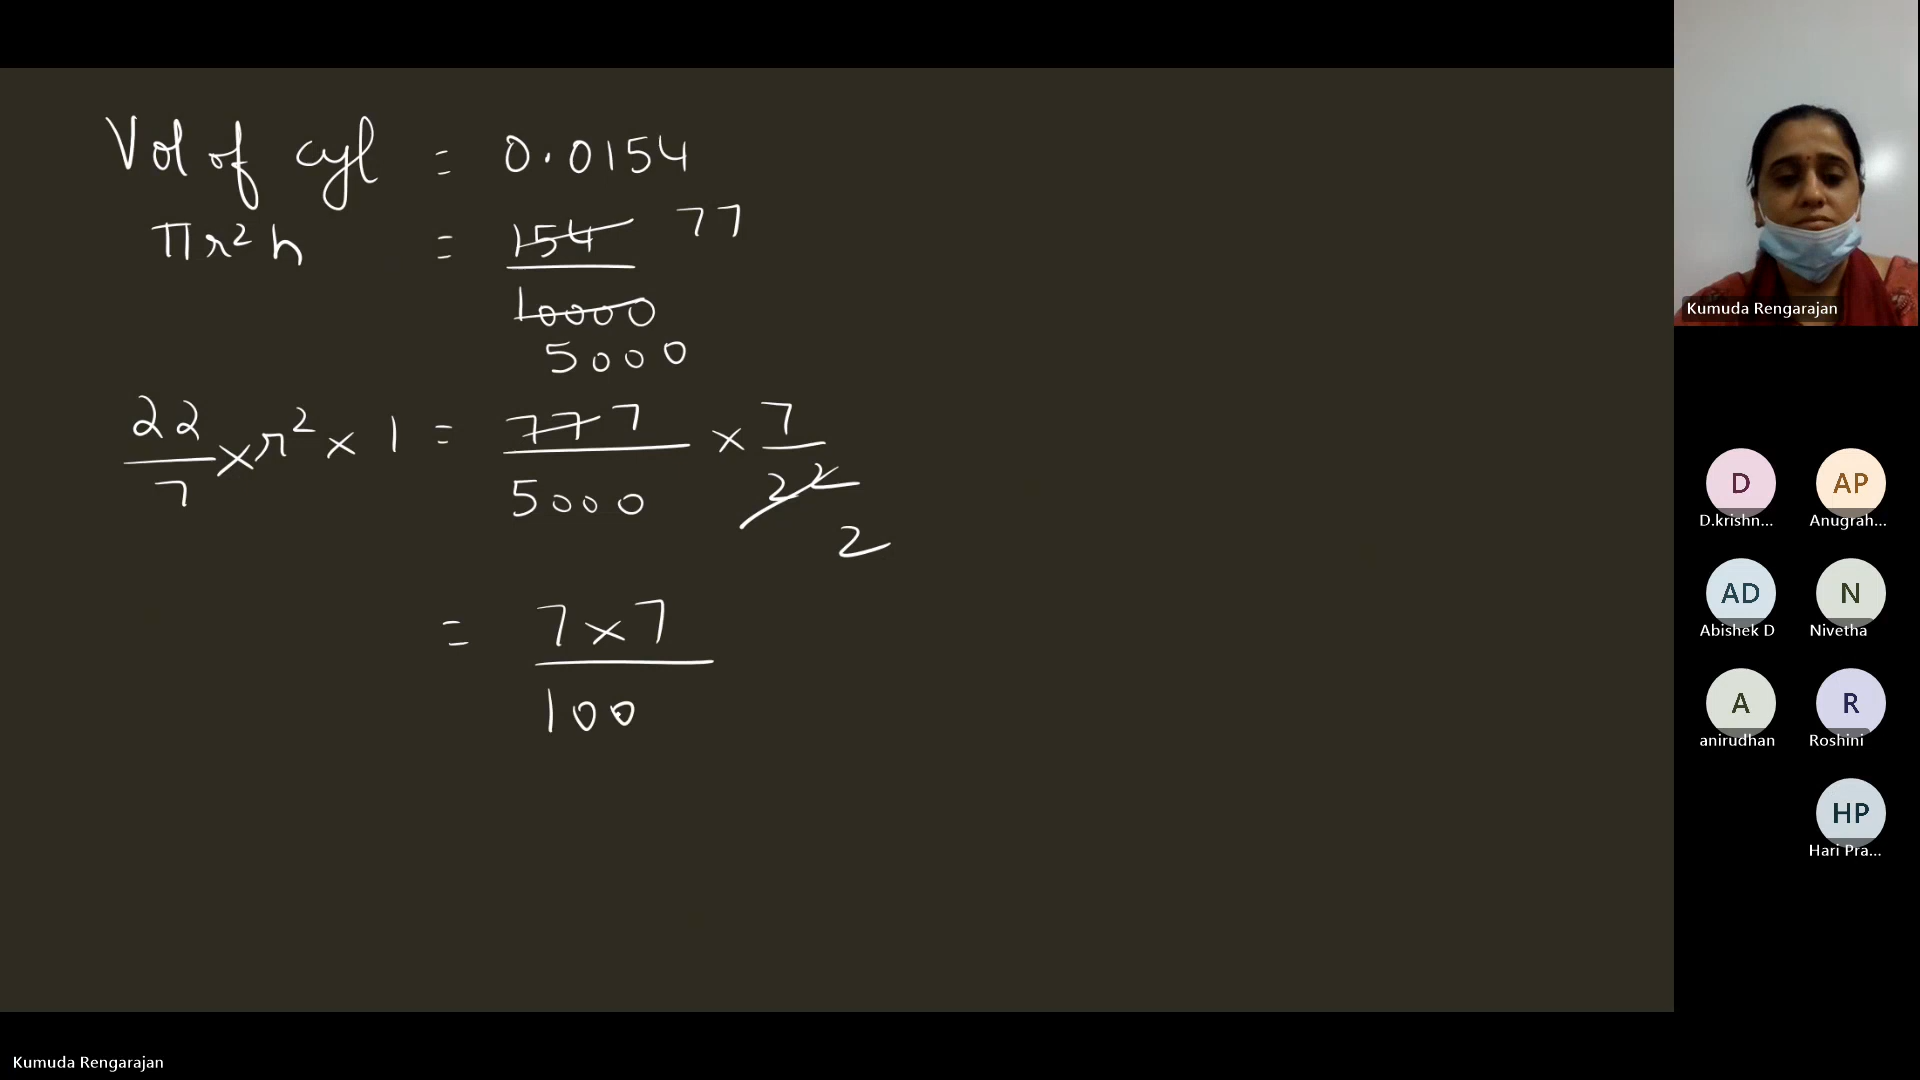 Vol of cyl = 0.0154
πr²h = 154 77
10000
5000
22/7 × r² × 1 = 77 7/5000 × 7/22
2
= 7×7/100
Kumuda Rengarajan
D
AP
D.krishn...
Anugrah...
AD
N
Abishek D
Nivetha
A
R
anirudhan
Roshini
HP
Hari Pra...
Kumuda Rengarajan